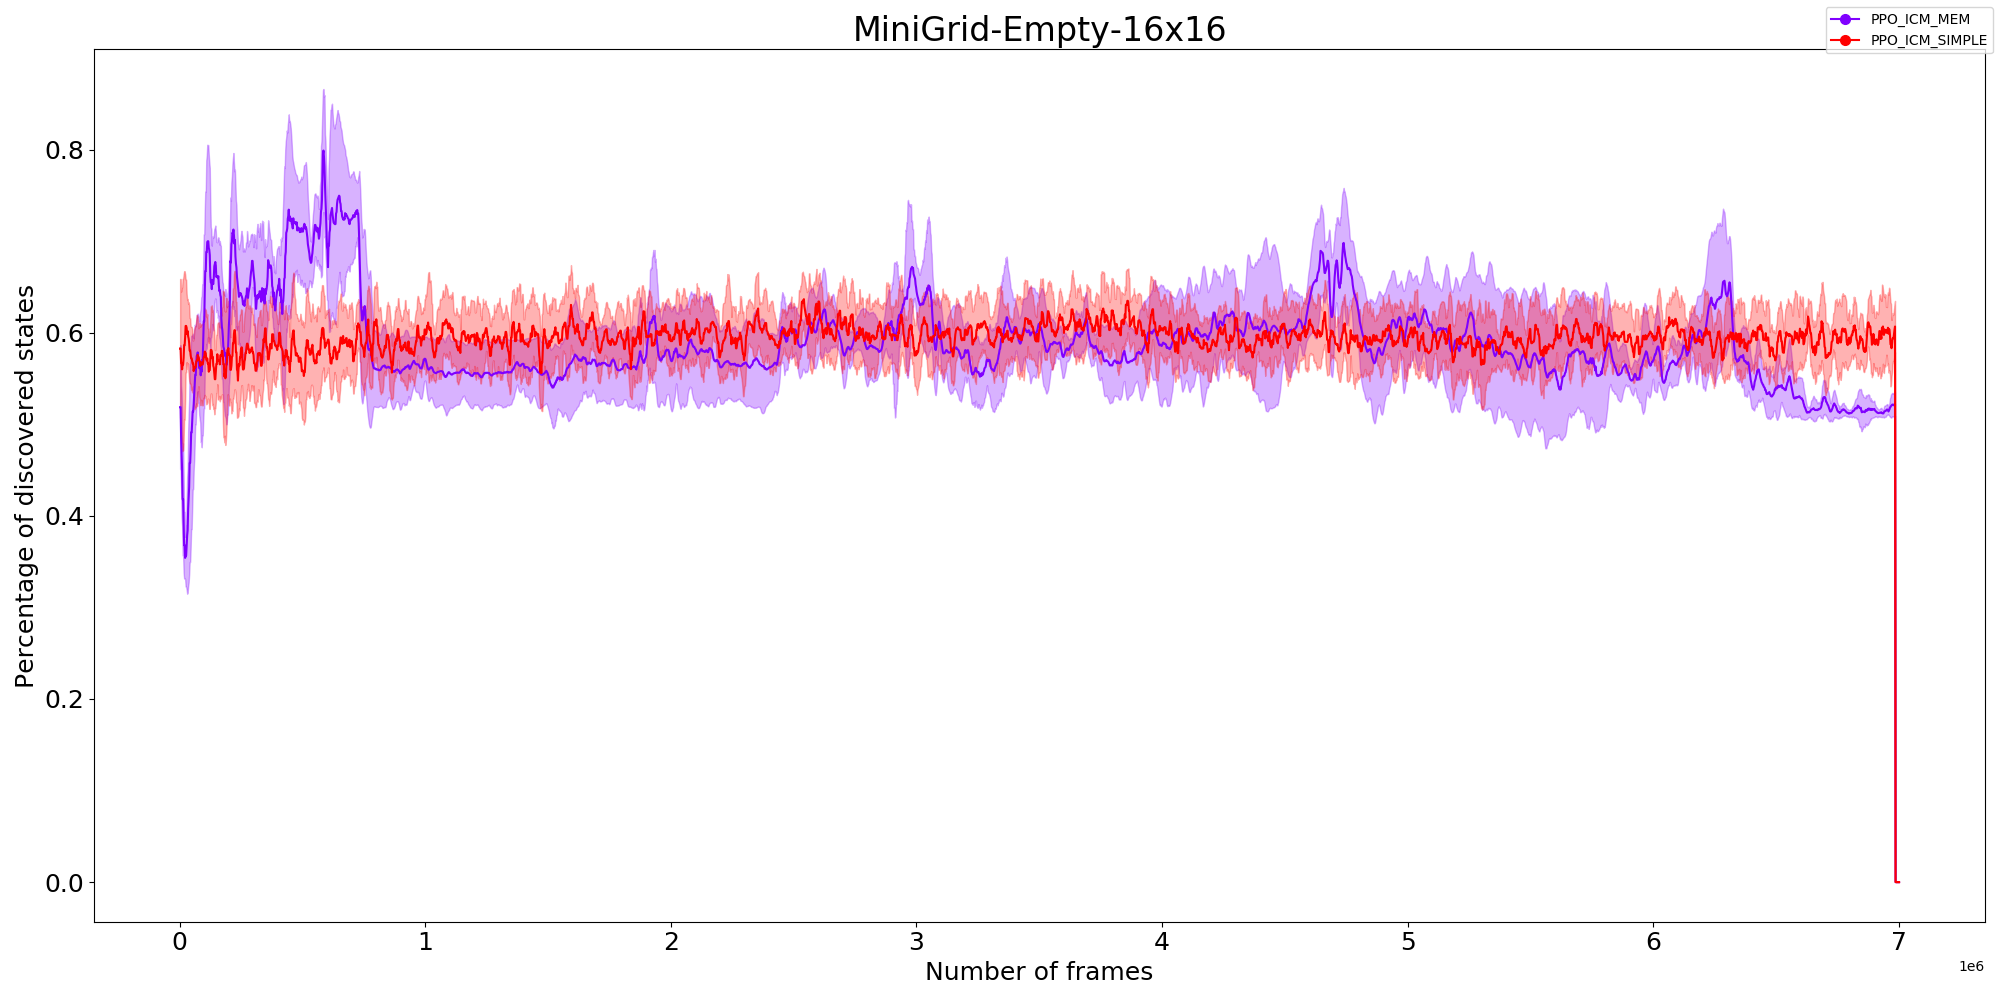 MiniGrid-Empty-16x16
PPO_ICM_MEM
PPO_ICM_SIMPLE
Percentage of discovered states
0.8
0.6
0.4
0.2
0.0
0 1 2 3 4 5 6 7
Number of frames
1e6